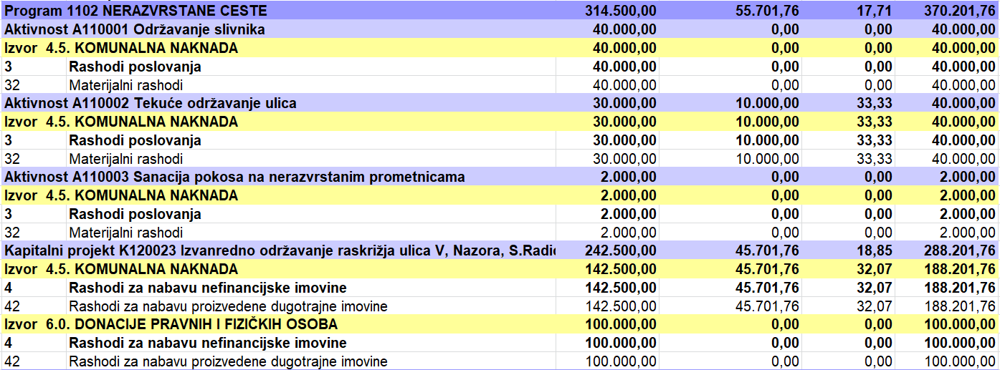 Program 1102 NERAZVRSTANE CESTE 314.500,00 55.701,76 17,71 370.201,76
Aktivnost A110001 Održavanje slivnika 40.000,00 0,00 0,00 40.000,00
Izvor 4.5. KOMUNALNA NAKNADA 40.000,00 0,00 0,00 40.000,00
3 Rashodi poslovanja 40.000,00 0,00 0,00 40.000,00
32 Materijalni rashodi 40.000,00 0,00 0,00 40.000,00
Aktivnost A110002 Tekuće održavanje ulica 30.000,00 10.000,00 33,33 40.000,00
Izvor 4.5. KOMUNALNA NAKNADA 30.000,00 10.000,00 33,33 40.000,00
3 Rashodi poslovanja 30.000,00 10.000,00 33,33 40.000,00
32 Materijalni rashodi 30.000,00 10.000,00 33,33 40.000,00
Aktivnost A110003 Sanacija pokosa na nerazvrstanim prometnicama 2.000,00 0,00 0,00 2.000,00
Izvor 4.5. KOMUNALNA NAKNADA 2.000,00 0,00 0,00 2.000,00
3 Rashodi poslovanja 2.000,00 0,00 0,00 2.000,00
32 Materijalni rashodi 2.000,00 0,00 0,00 2.000,00
Kapitalni projekt K120023 Izvanredno održavanje raskrižja ulica V, Nazora, S.Radić 242.500,00 45.701,76 18,85 288.201,76
Izvor 4.5. KOMUNALNA NAKNADA 142.500,00 45.701,76 32,07 188.201,76
4 Rashodi za nabavu nefinancijske imovine 142.500,00 45.701,76 32,07 188.201,76
42 Rashodi za nabavu proizvedene dugotrajne imovine 142.500,00 45.701,76 32,07 188.201,76
Izvor 6.0. DONACIJE PRAVNIH I FIZIČKIH OSOBA 100.000,00 0,00 0,00 100.000,00
4 Rashodi za nabavu nefinancijske imovine 100.000,00 0,00 0,00 100.000,00
42 Rashodi za nabavu proizvedene dugotrajne imovine 100.000,00 0,00 0,00 100.000,00